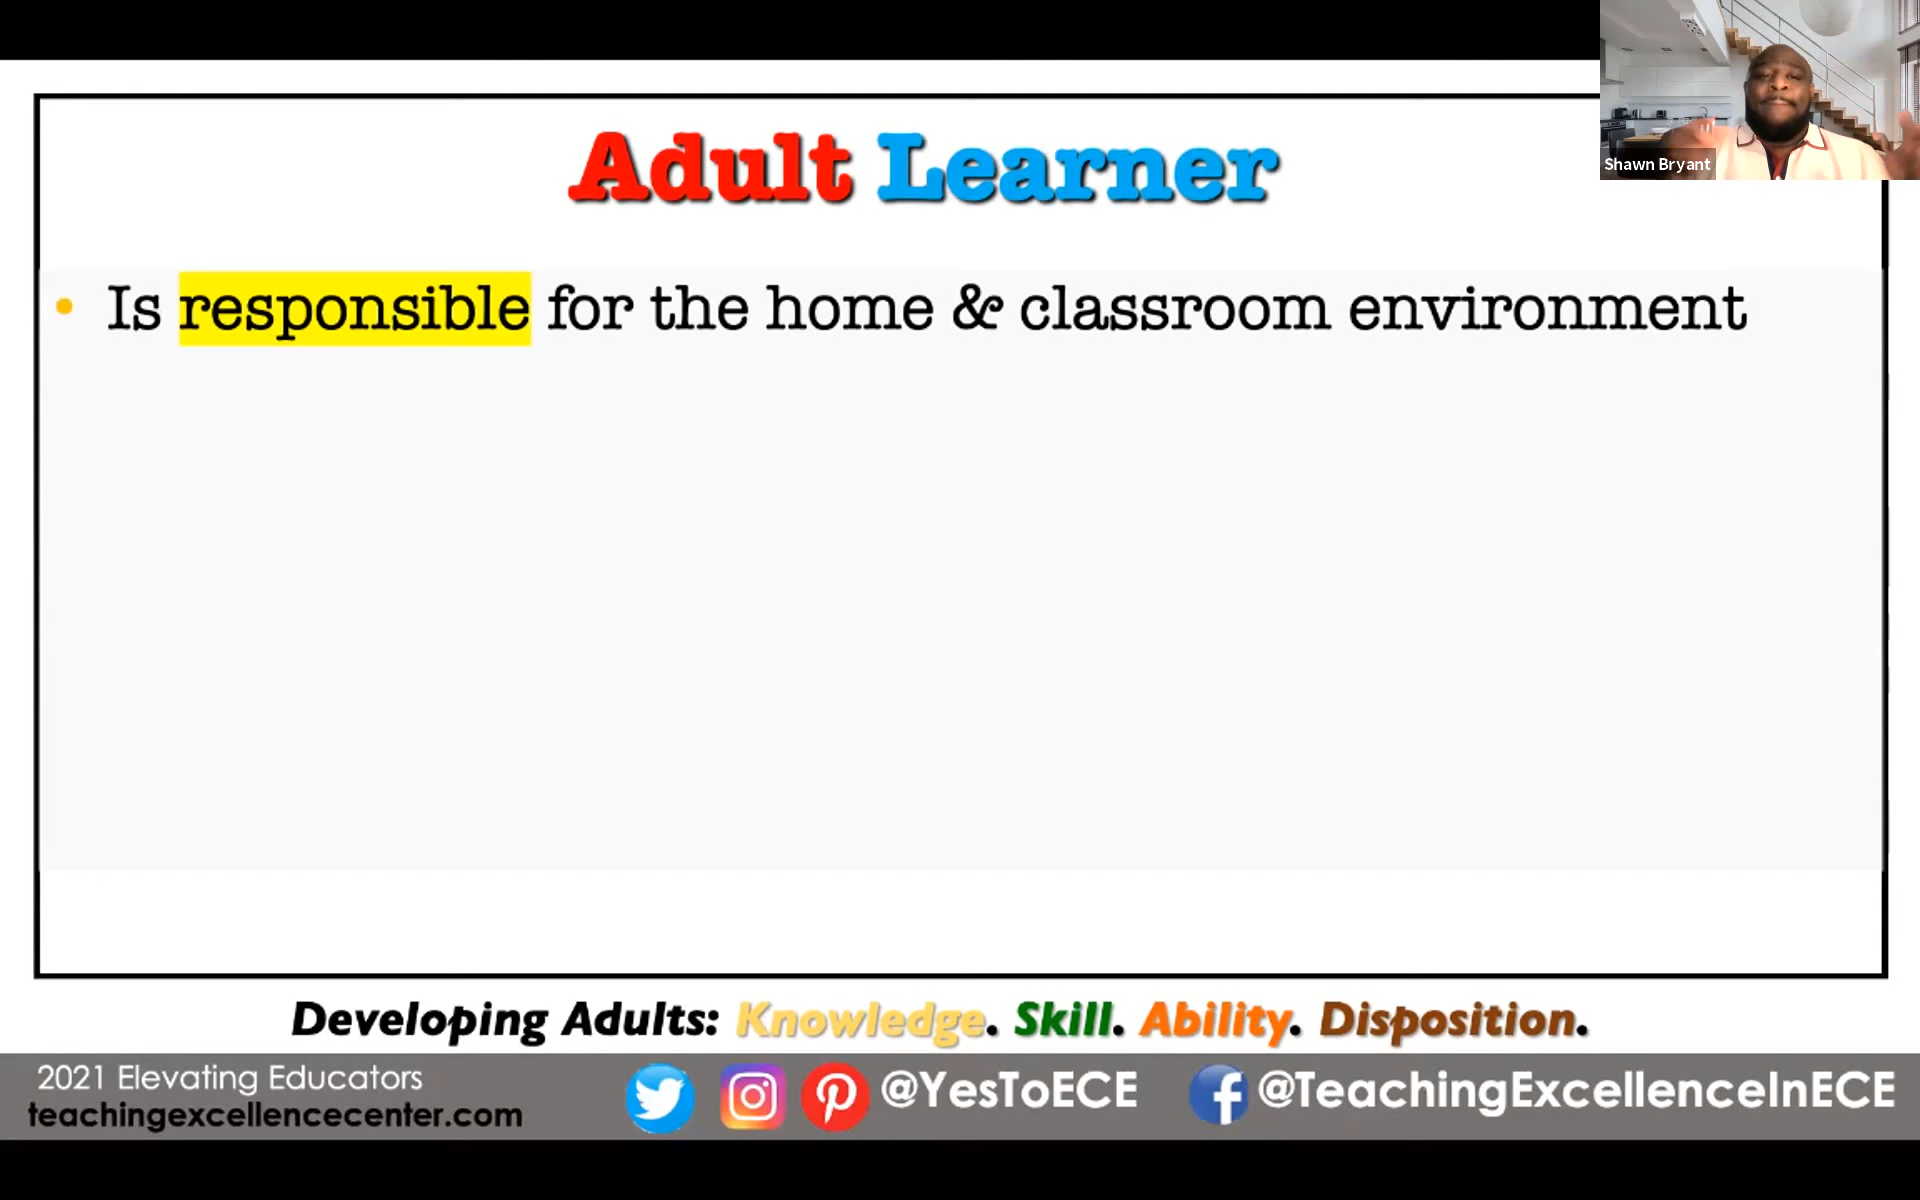 Adult Learner
Shawn Bryant
• Is responsible for the home & classroom environment
Developing Adults: Knowledge. Skill. Ability. Disposition.
2021 Elevating Educators
teachingexcellencecenter.com
@YesToECE
@TeachingExcellenceInECE